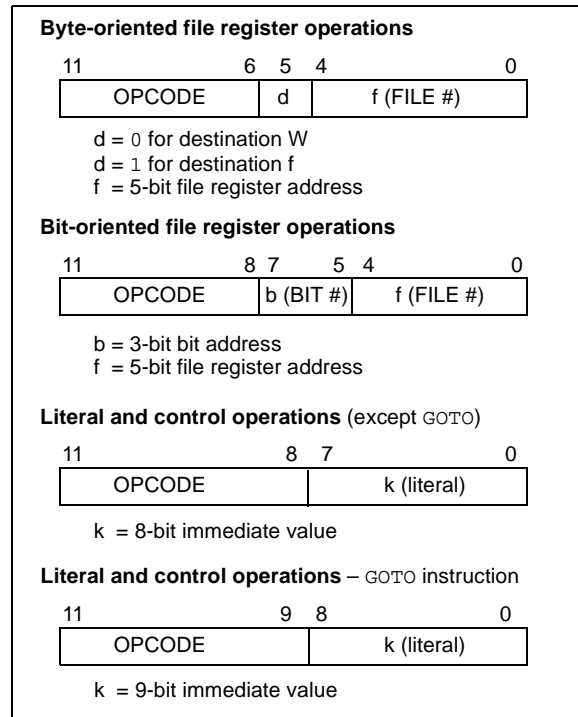 Byte-oriented file register operations
11 6 5 4 0
OPCODE d f (FILE #)
d = 0 for destination W
d = 1 for destination f
f = 5-bit file register address
Bit-oriented file register operations
11 8 7 5 4 0
OPCODE b (BIT #) f (FILE #)
b = 3-bit bit address
f = 5-bit file register address
Literal and control operations (except GOTO)
11 8 7 0
OPCODE k (literal)
k = 8-bit immediate value
Literal and control operations – GOTO instruction
11 9 8 0
OPCODE k (literal)
k = 9-bit immediate value